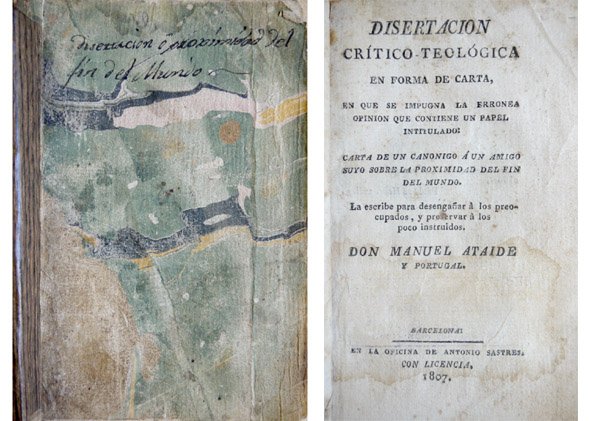 Disertación ó proximidad del
fin del Mundo
DISERTACION
CRÍTICO-TEOLÓGICA
EN FORMA DE CARTA,
EN QUE SE IMPUGNA LA ERRONEA
OPINION QUE CONTIENE UN PAPEL
INTITULADO:
CARTA DE UN CANONIGO Á UN AMIGO
SUYO SOBRE LA PROXIMIDAD DEL FIN
DEL MUNDO.
La escribe para desengañar à los preo-
cupados, y preservar à los
poco instruidos.
DON MANUEL ATAIDE
Y PORTUGAL.
BARCELONA:
EN LA OFICINA DE ANTONIO SASTRES.
CON LICENCIA,
1807.